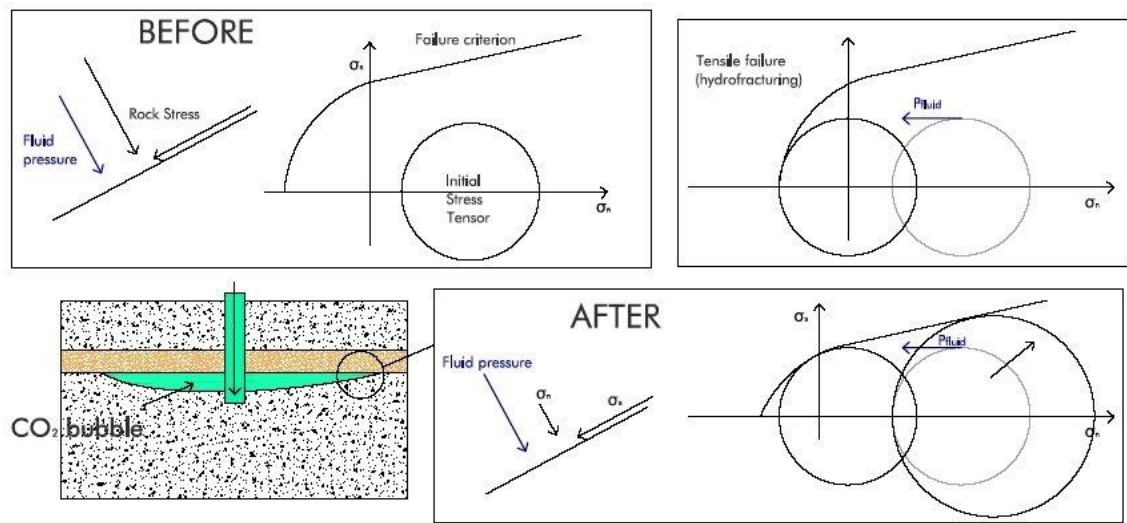 BEFORE
Failure criterion
σₛ
Rock Stress
Fluid
pressure
Initial
Stress
Tensor
σₙ
Tensile failure
(hydrofracturing)
Pfluid
σₙ
AFTER
Fluid pressure
σₙ
σₛ
σₛ
Pfluid
σₙ
CO₂ bubble